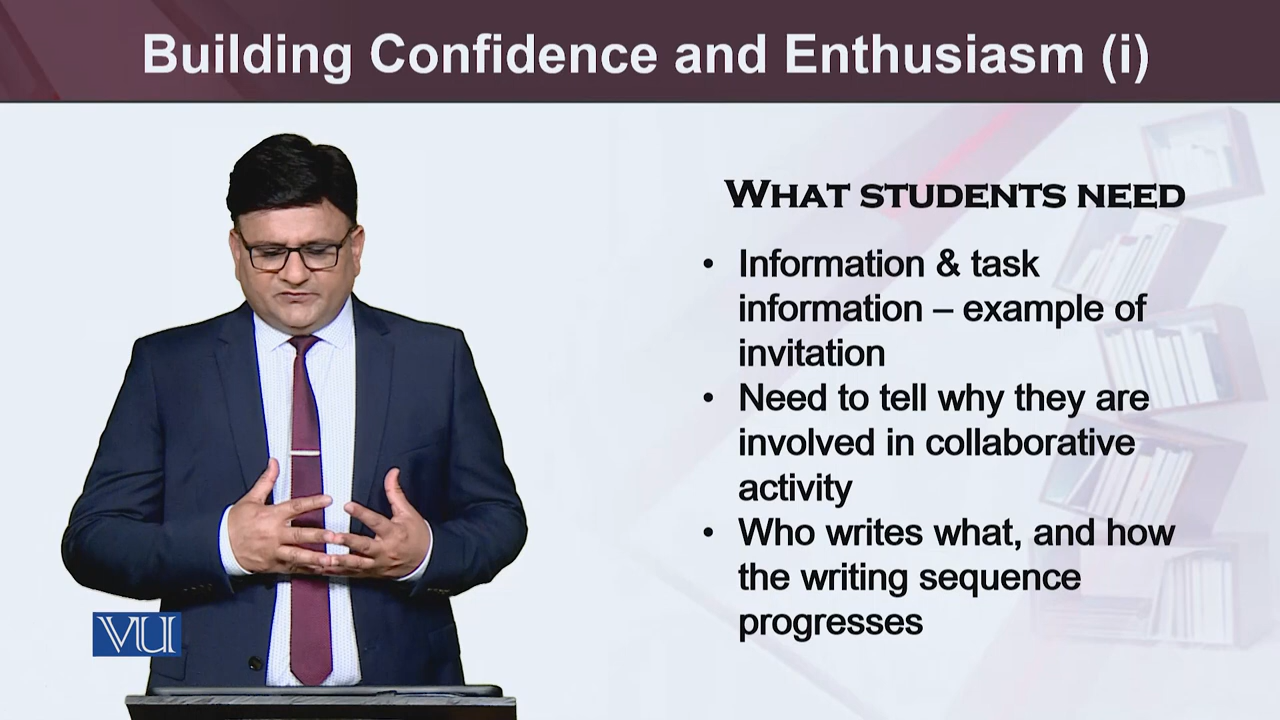 Building Confidence and Enthusiasm (i)
WHAT STUDENTS NEED
• Information & task
information – example of
invitation
• Need to tell why they are
involved in collaborative
activity
• Who writes what, and how
the writing sequence
progresses
VU